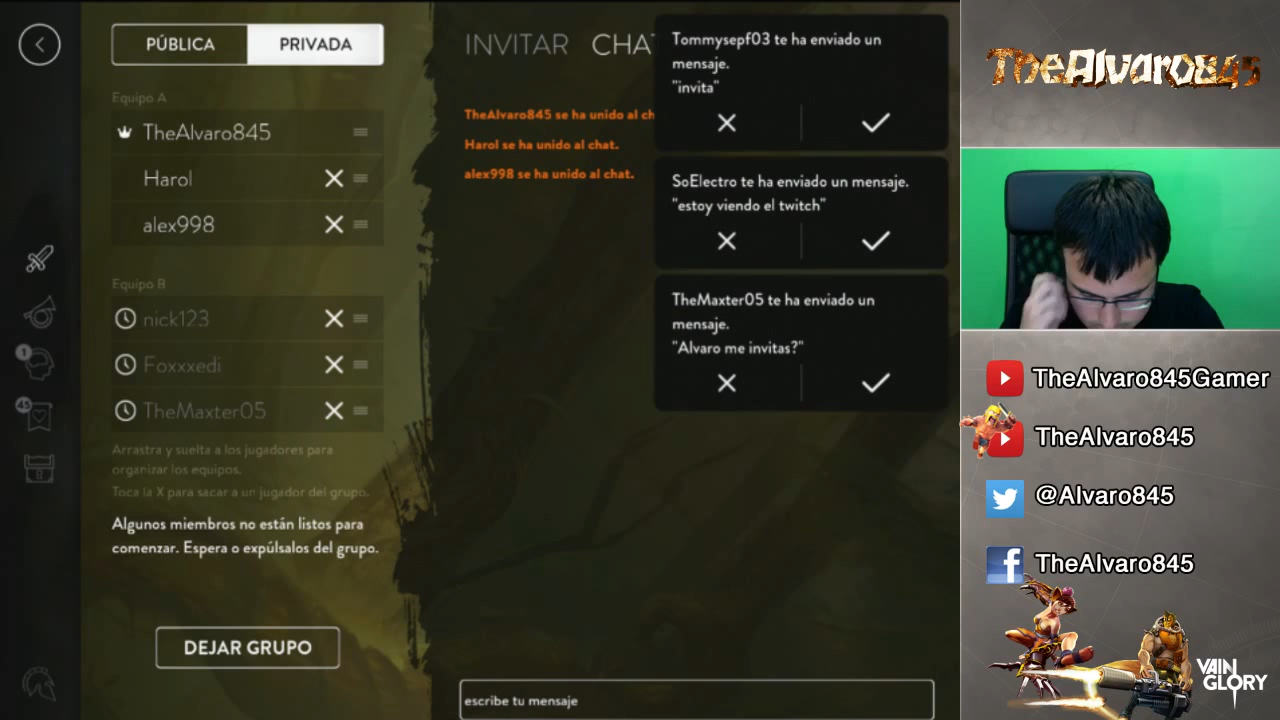 PÚBLICA
PRIVADA
Equipo A
TheAlvaro845
Harol
alex998
Equipo B
nick123
Foxxxedi
TheMaxter05
Arrastra y suelta a los jugadores para
organizar los equipos.
Toca la X para sacar a un jugador del grupo.
Algunos miembros no están listos para
comenzar. Espera o expúlsalos del grupo.
DEJAR GRUPO
1
45
8
INVITAR
CHAT
TheAlvaro845 se ha unido al ch
Harol se ha unido al chat.
alex998 se ha unido al chat.
escribe tu mensaje
Tommysepf03 te ha enviado un
mensaje.
"invita"
SoElectro te ha enviado un mensaje.
"estoy viendo el twitch"
TheMaxter05 te ha enviado un
mensaje.
"Alvaro me invitas?"
TheAlvaro845
TheAlvaro845Gamer
TheAlvaro845
@Alvaro845
TheAlvaro845
VAIN
GLORY